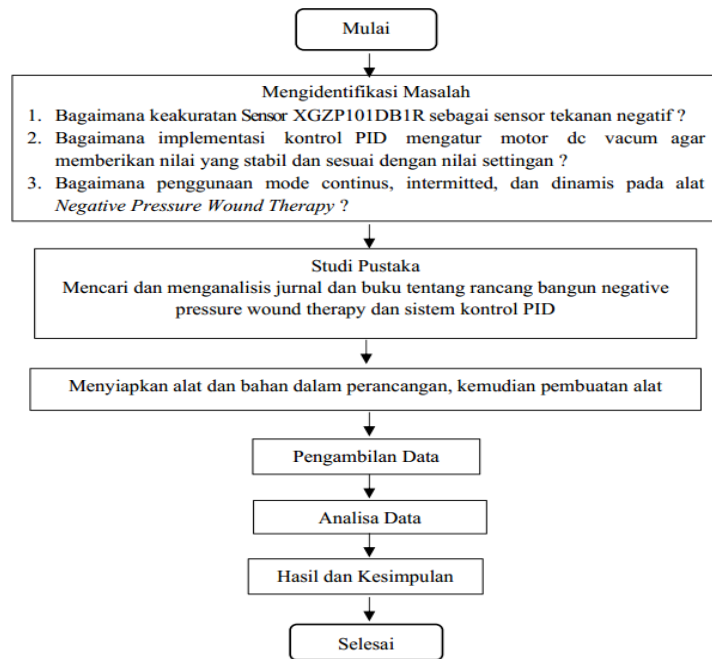 Mulai
Mengidentifikasi Masalah
1. Bagaimana keakuratan Sensor XGZP101DB1R sebagai sensor tekanan negatif ?
2. Bagaimana implementasi kontrol PID mengatur motor dc vacum agar
memberikan nilai yang stabil dan sesuai dengan nilai settingan ?
3. Bagaimana penggunaan mode continus, intermitted, dan dinamis pada alat
Negative Pressure Wound Therapy ?
Studi Pustaka
Mencari dan menganalisis jurnal dan buku tentang rancang bangun negative
pressure wound therapy dan sistem kontrol PID
Menyiapkan alat dan bahan dalam perancangan, kemudian pembuatan alat
Pengambilan Data
Analisa Data
Hasil dan Kesimpulan
Selesai